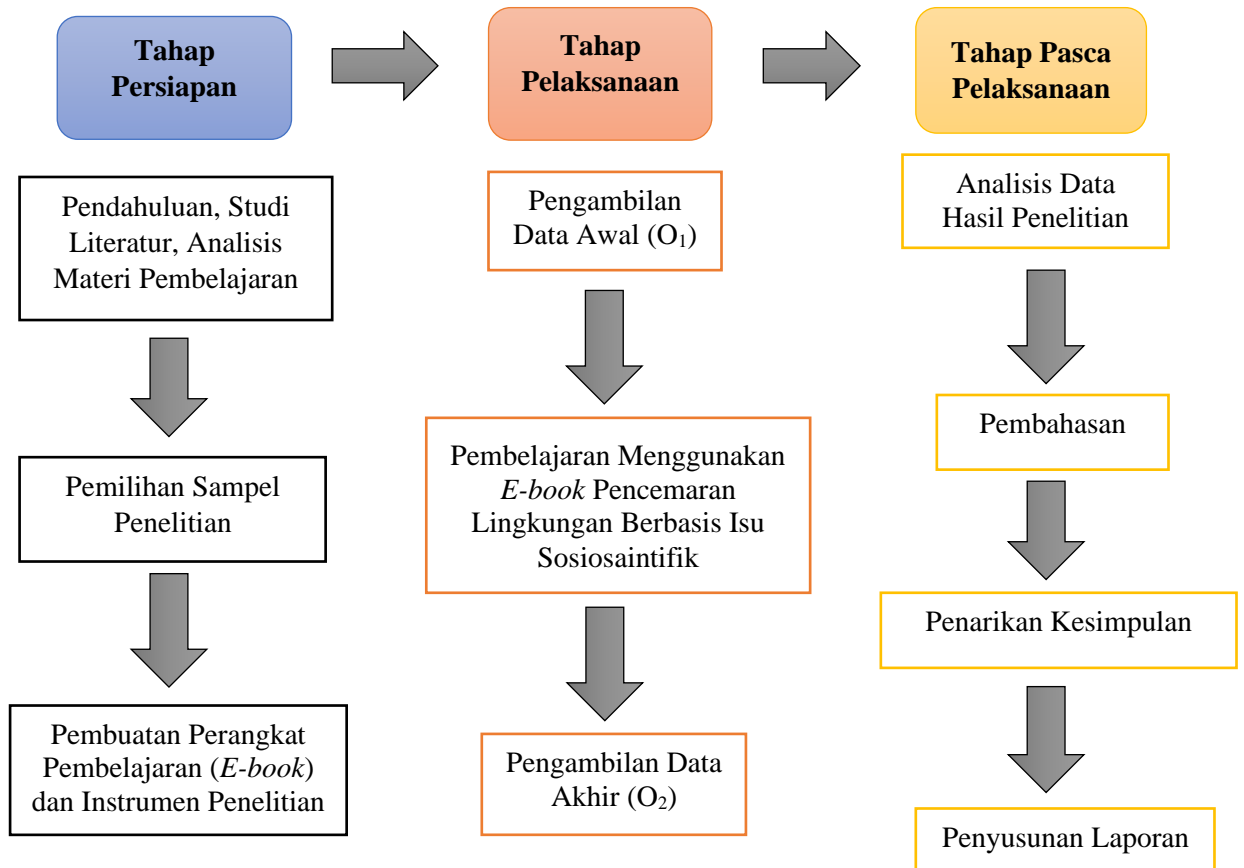 Tahap
Persiapan
Tahap
Pelaksanaan
Tahap Pasca
Pelaksanaan
Pendahuluan, Studi
Literatur, Analisis
Materi Pembelajaran
Pemilihan Sampel
Penelitian
Pembuatan Perangkat
Pembelajaran (E-book)
dan Instrumen Penelitian
Pengambilan
Data Awal (O₁)
Pembelajaran Menggunakan
E-book Pencemaran
Lingkungan Berbasis Isu
Sosiosaintifik
Pengambilan Data
Akhir (O₂)
Analisis Data
Hasil Penelitian
Pembahasan
Penarikan Kesimpulan
Penyusunan Laporan